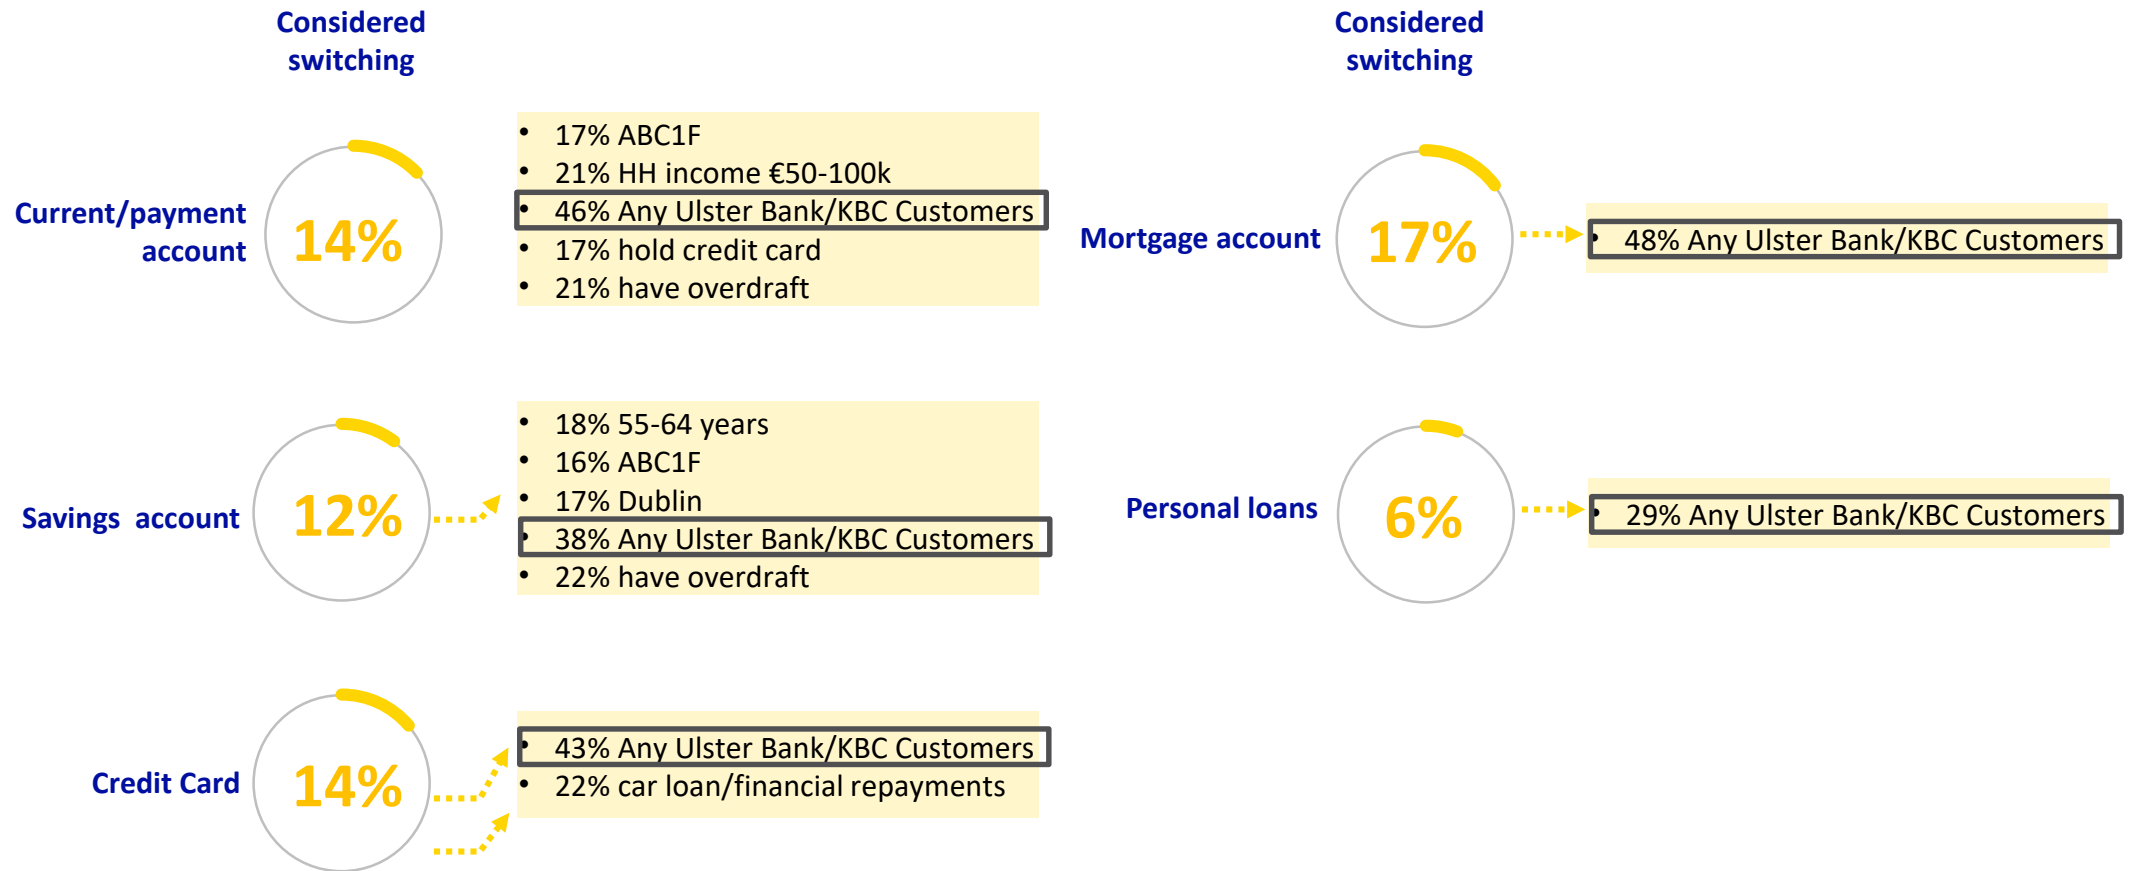 Considered
switching
Current/payment
account
14%
• 17% ABC1F
• 21% HH income €50-100k
• 46% Any Ulster Bank/KBC Customers
• 17% hold credit card
• 21% have overdraft
Savings account
12%
• 18% 55-64 years
• 16% ABC1F
• 17% Dublin
• 38% Any Ulster Bank/KBC Customers
• 22% have overdraft
Credit Card
14%
• 43% Any Ulster Bank/KBC Customers
• 22% car loan/financial repayments
Considered
switching
Mortgage account
17%
• 48% Any Ulster Bank/KBC Customers
Personal loans
6%
• 29% Any Ulster Bank/KBC Customers